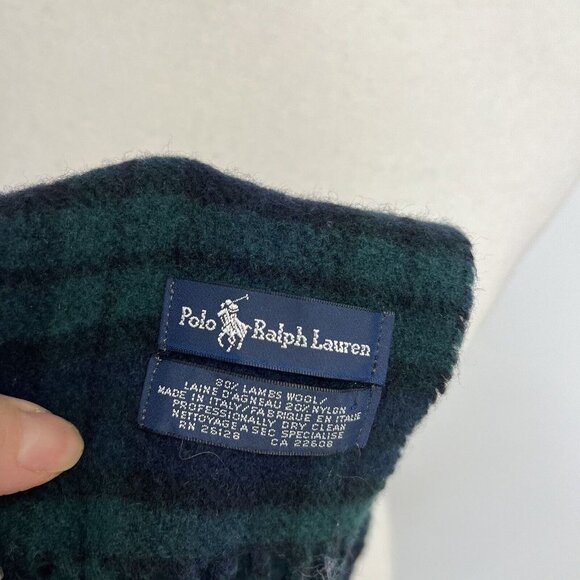 Polo Ralph Lauren
80% LAMBS WOOL/
LAINE D'AGNEAU 20% NYLON
MADE IN ITALY/FABRIQUE EN ITALIE
PROFESSIONALLY DRY CLEAN
NETTOYAGE A SEC SPECIALISE
RN 26128 CA 22608